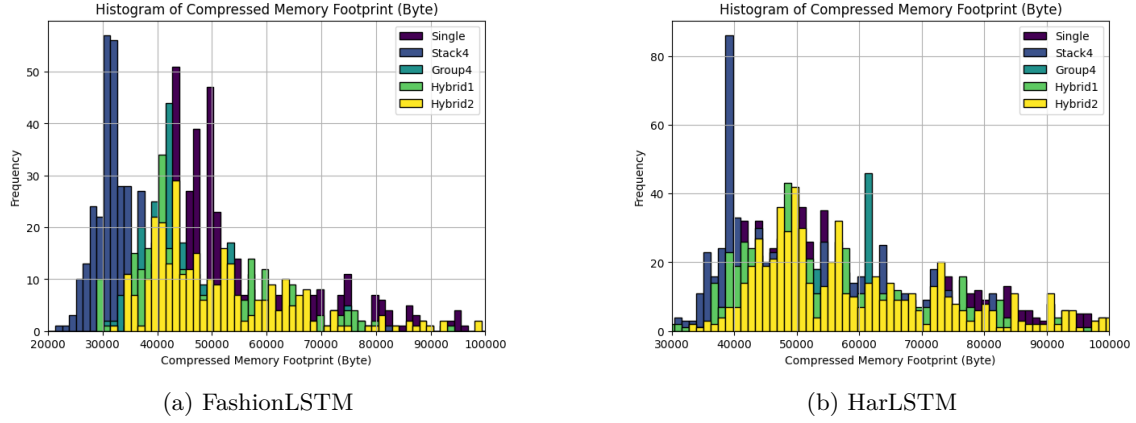 Histogram of Compressed Memory Footprint (Byte)
Single
Stack4
Group4
Hybrid1
Hybrid2
50
40
30
20
10
0
Frequency
20000 30000 40000 50000 60000 70000 80000 90000 100000
Compressed Memory Footprint (Byte)
(a) FashionLSTM
Histogram of Compressed Memory Footprint (Byte)
Single
Stack4
Group4
Hybrid1
Hybrid2
80
60
40
20
0
Frequency
30000 40000 50000 60000 70000 80000 90000 100000
Compressed Memory Footprint (Byte)
(b) HarLSTM